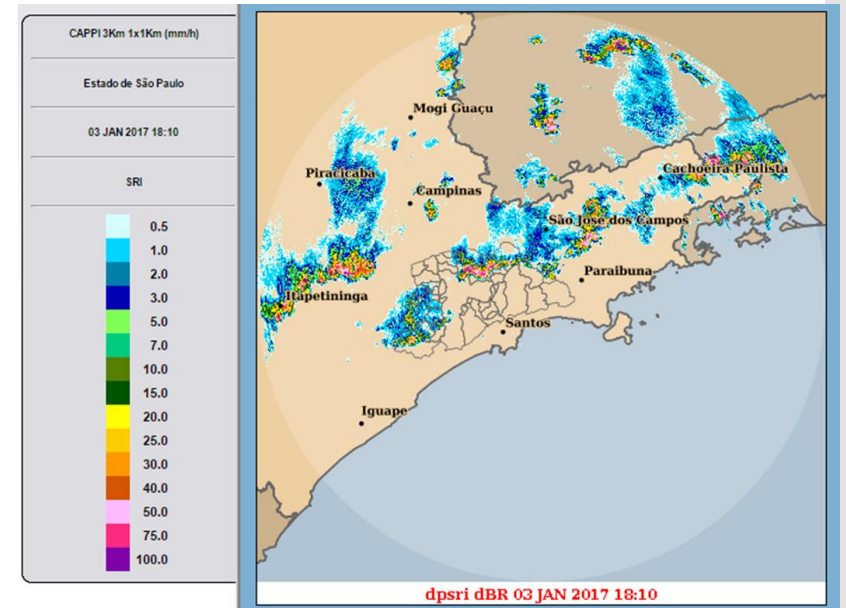 CAPPI 3Km 1x1Km (mm/h)
Estado de São Paulo
03 JAN 2017 18:10
SRI
0.5
1.0
2.0
3.0
5.0
7.0
10.0
15.0
20.0
25.0
30.0
40.0
50.0
75.0
100.0
Mogi Guaçu
Piracicaba
Cachoeira Paulista
Campinas
São José dos Campos
Paraibuna
Itapetininga
Santos
Iguape
dpsri dBR 03 JAN 2017 18:10